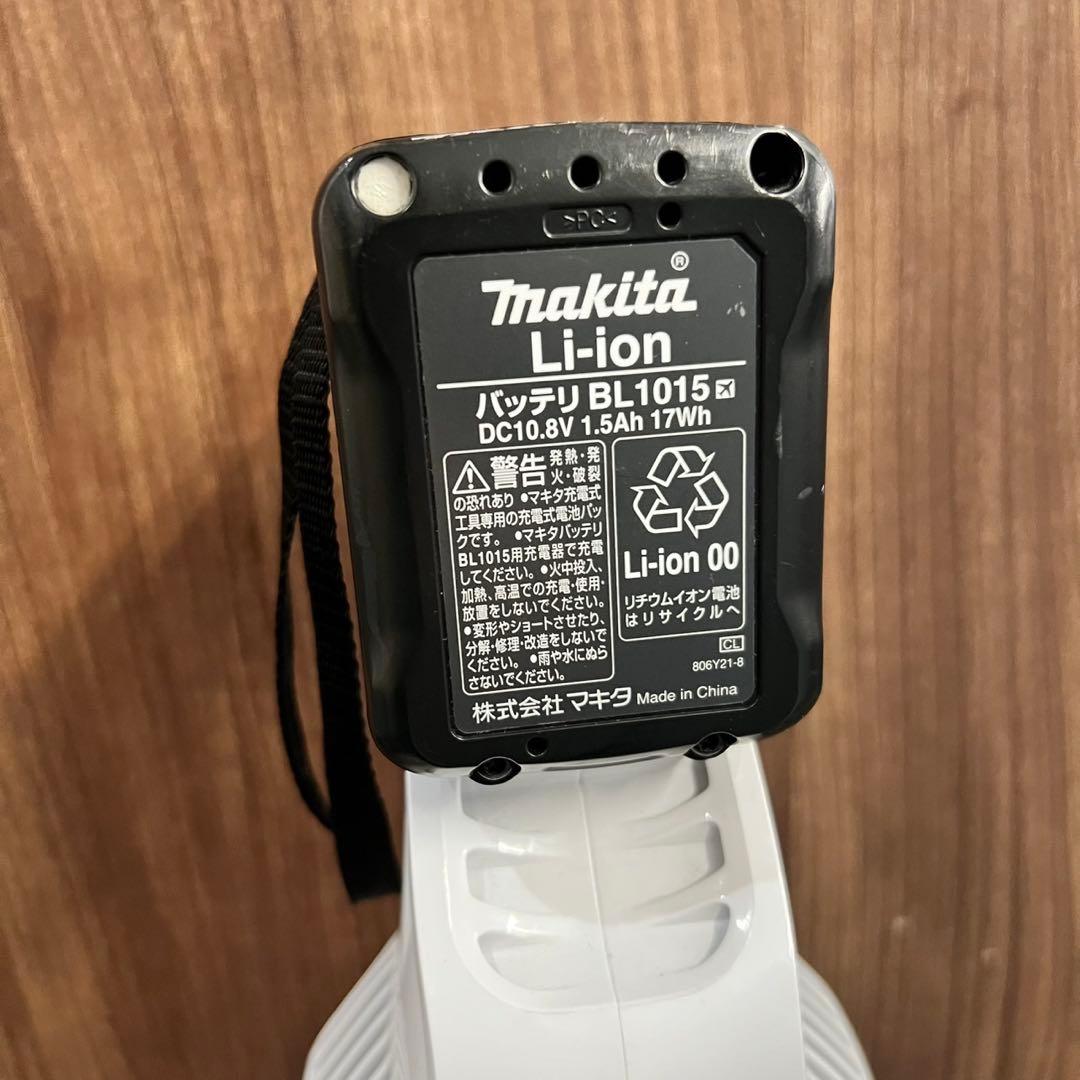 >PC<
makita®
Li-ion
バッテリ BL1015
DC10.8V 1.5Ah 17Wh
警告 発熱・発
火・破裂
の恐れあり •マキタ充電式
工具専用の充電式電池パッ
クです。 •マキタバッテリ
BL1015用充電器で充電
してください。•火中投入、
加熱、高温での充電・使用・
放置をしないでください。
•変形やショートさせたり、
分解・修理・改造をしないで
ください。•雨や水にぬら
さないでください。
Li-ion 00
リチウムイオン電池
はリサイクルへ
CL
806Y21-8
株式会社 マキタ Made in China